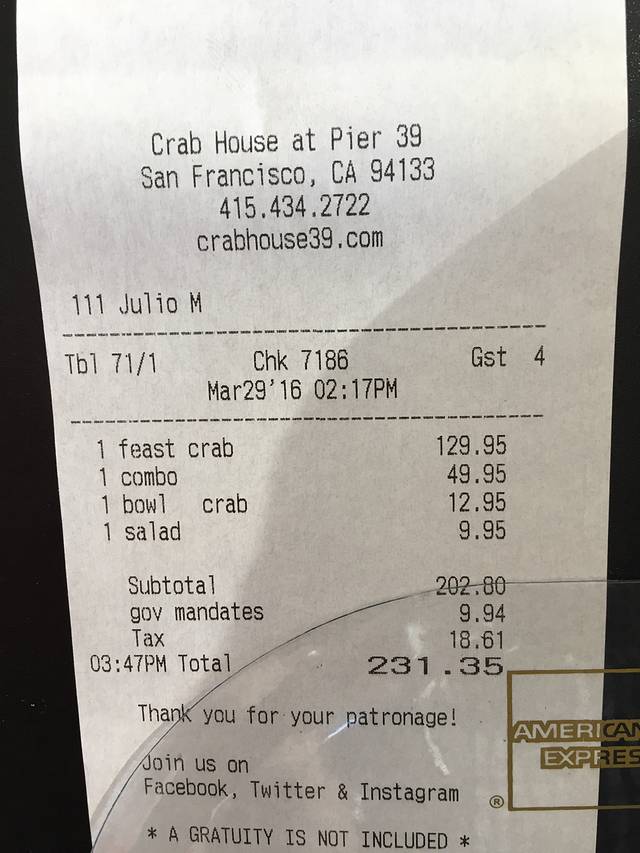 Crab House at Pier 39
San Francisco, CA 94133
415.434.2722
crabhouse39.com
111 Julio M
Tbl 71/1 Chk 7186 Gst 4
Mar29'16 02:17PM
1 feast crab 129.95
1 combo 49.95
1 bowl crab 12.95
1 salad 9.95
Subtotal 202.80
gov mandates 9.94
Tax 18.61
03:47PM Total 231.35
Thank you for your patronage!
Join us on
Facebook, Twitter & Instagram
* A GRATUITY IS NOT INCLUDED *
AMERICAN
EXPRES
®